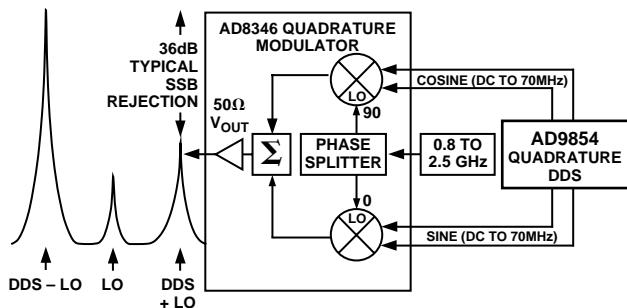 36dB
TYPICAL
SSB
REJECTION
AD8346 QUADRATURE
MODULATOR
LO
90
COSINE (DC TO 70MHz)
50Ω
VOUT
Σ
PHASE
SPLITTER
0.8 TO
2.5 GHz
AD9854
QUADRATURE
DDS
0
LO
SINE (DC TO 70MHz)
DDS – LO
LO
DDS
+ LO